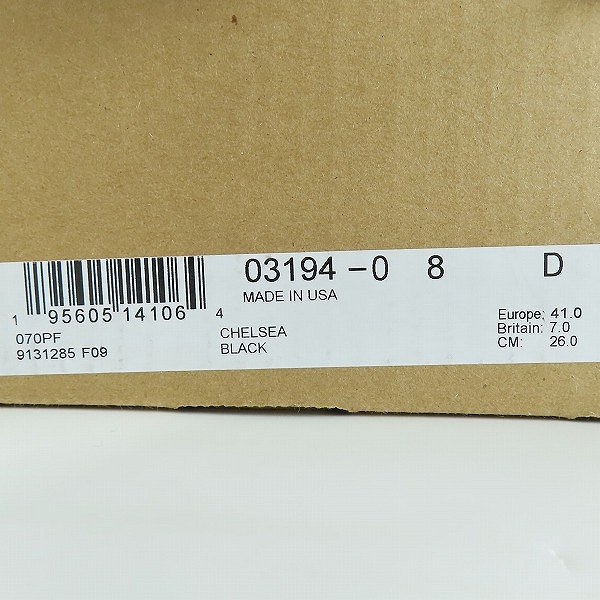 03194-0 8 D
MADE IN USA
1 95605 14106 4
070PF
9131285 F09
CHELSEA
BLACK
Europe: 41.0
Britain: 7.0
CM: 26.0